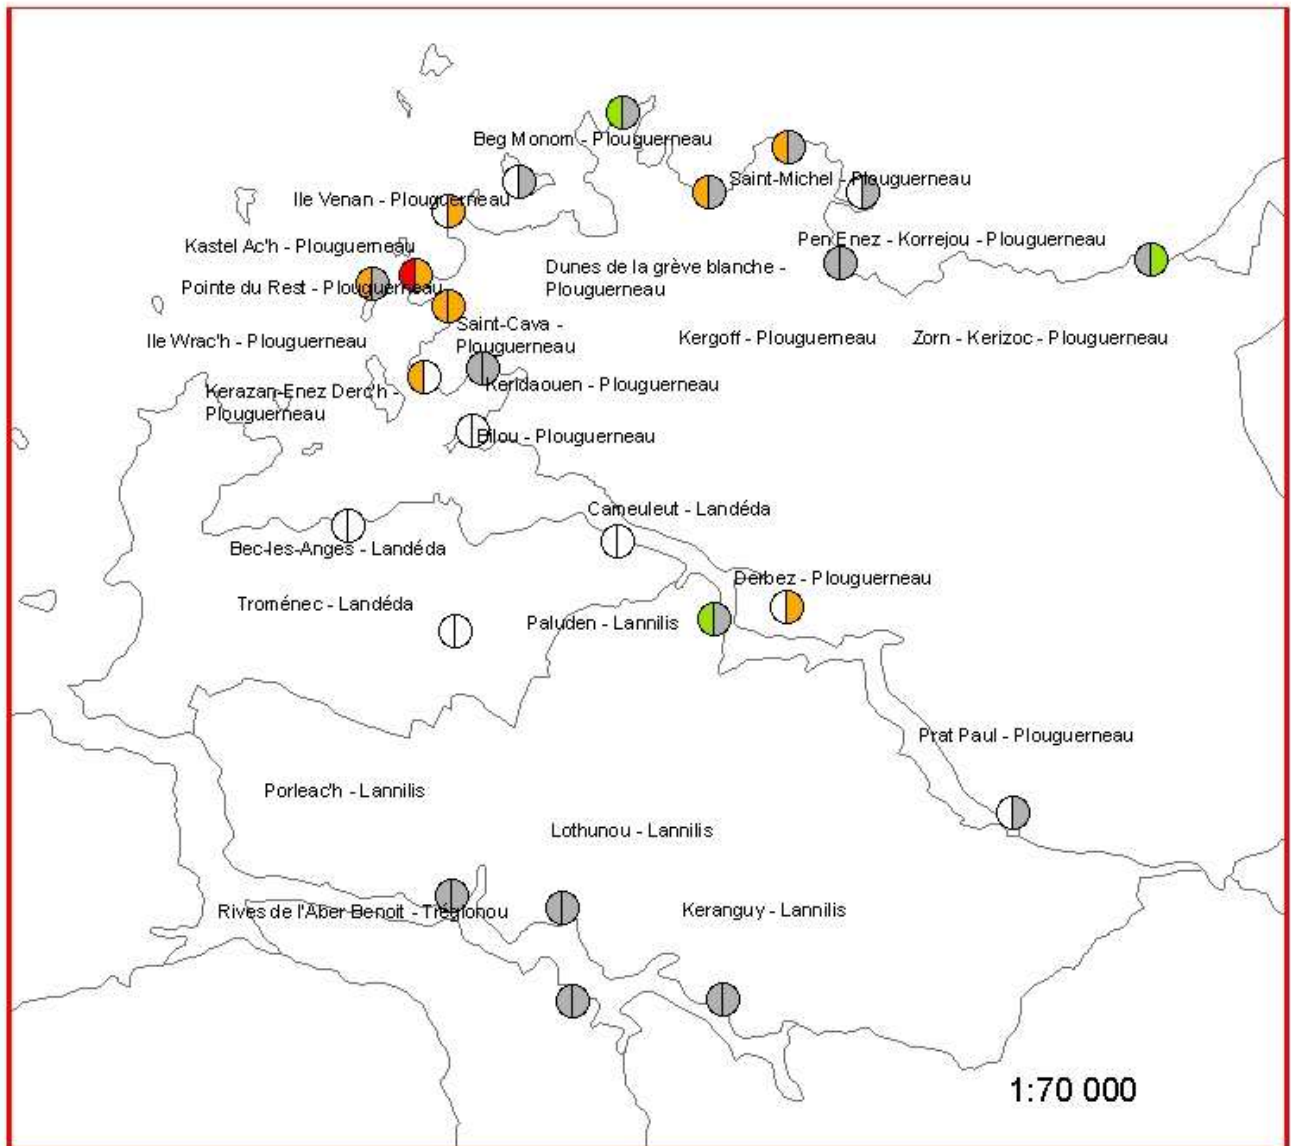 Beg Monom - Plouguerneau
Saint-Michel - Plouguerneau
Ile Venan - Plouguerneau
Kastel Ac'h - Plouguerneau
Pen Enez - Korrejou - Plouguerneau
Dunes de la grève blanche -
Plouguerneau
Pointe du Rest - Plouguerneau
Saint-Cava -
Plouguerneau
Ile Wrac'h - Plouguerneau
Kergoff - Plouguerneau
Zorn - Kerizoc - Plouguerneau
Kerazan-Enez Derc'h -
Plouguerneau
Keridaouen - Plouguerneau
Bilou - Plouguerneau
Cameuleut - Landéda
Bec-les-Anges - Landéda
Derbez - Plouguerneau
Troménec - Landéda
Paluden - Lannilis
Prat Paul - Plouguerneau
Porleac'h - Lannilis
Lothunou - Lannilis
Rives de l'Aber Benoit - Tréglonou
Keranguy - Lannilis
1:70 000